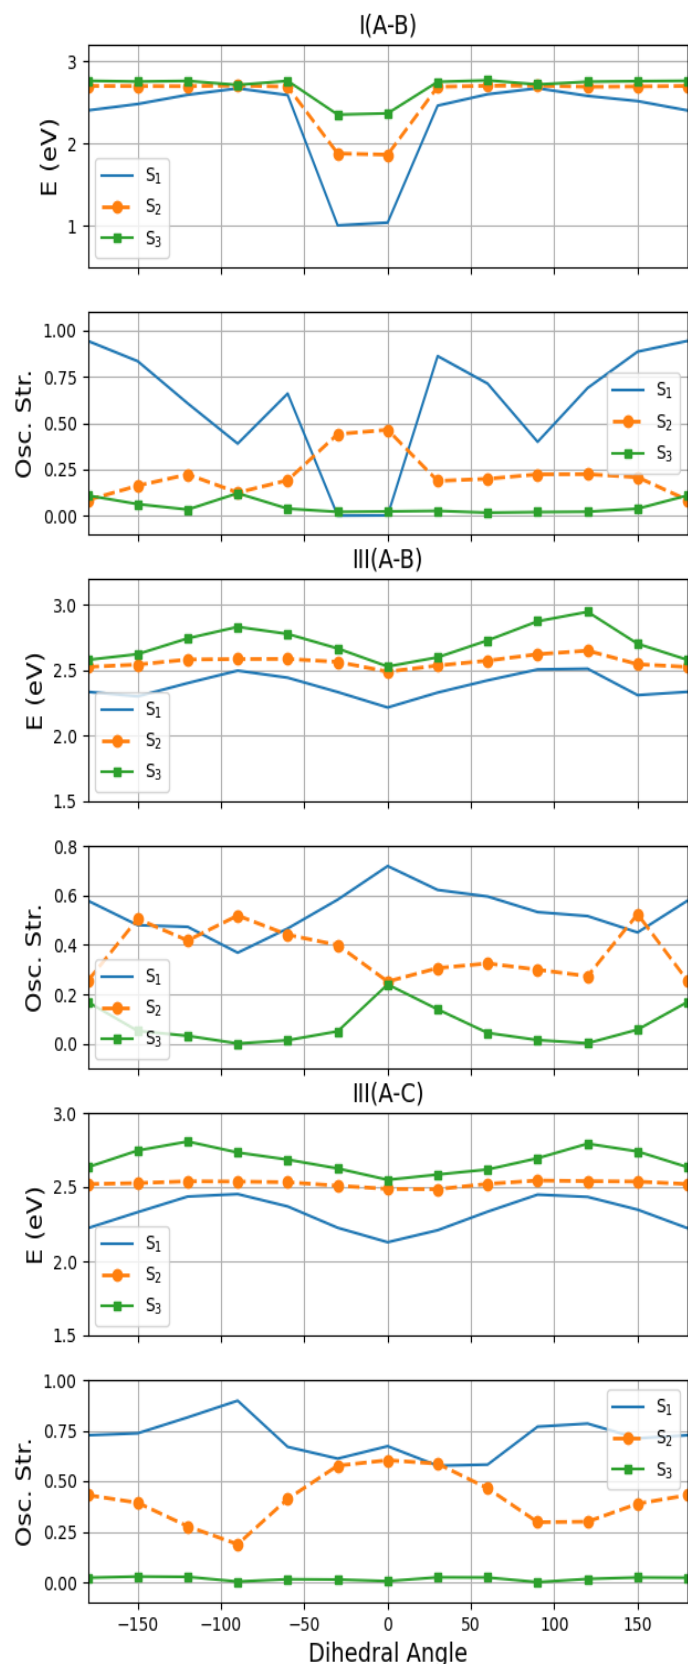 I(A-B)
E (eV)
3
2
1
S₁
S₂
S₃
Osc. Str.
1.00
0.75
0.50
0.25
0.00
S₁
S₂
S₃
III(A-B)
E (eV)
3.0
2.5
2.0
1.5
S₁
S₂
S₃
Osc. Str.
0.8
0.6
0.4
0.2
0.0
S₁
S₂
S₃
III(A-C)
E (eV)
3.0
2.5
2.0
1.5
S₁
S₂
S₃
Osc. Str.
1.00
0.75
0.50
0.25
0.00
S₁
S₂
S₃
−150 −100 −50 0 50 100 150
Dihedral Angle